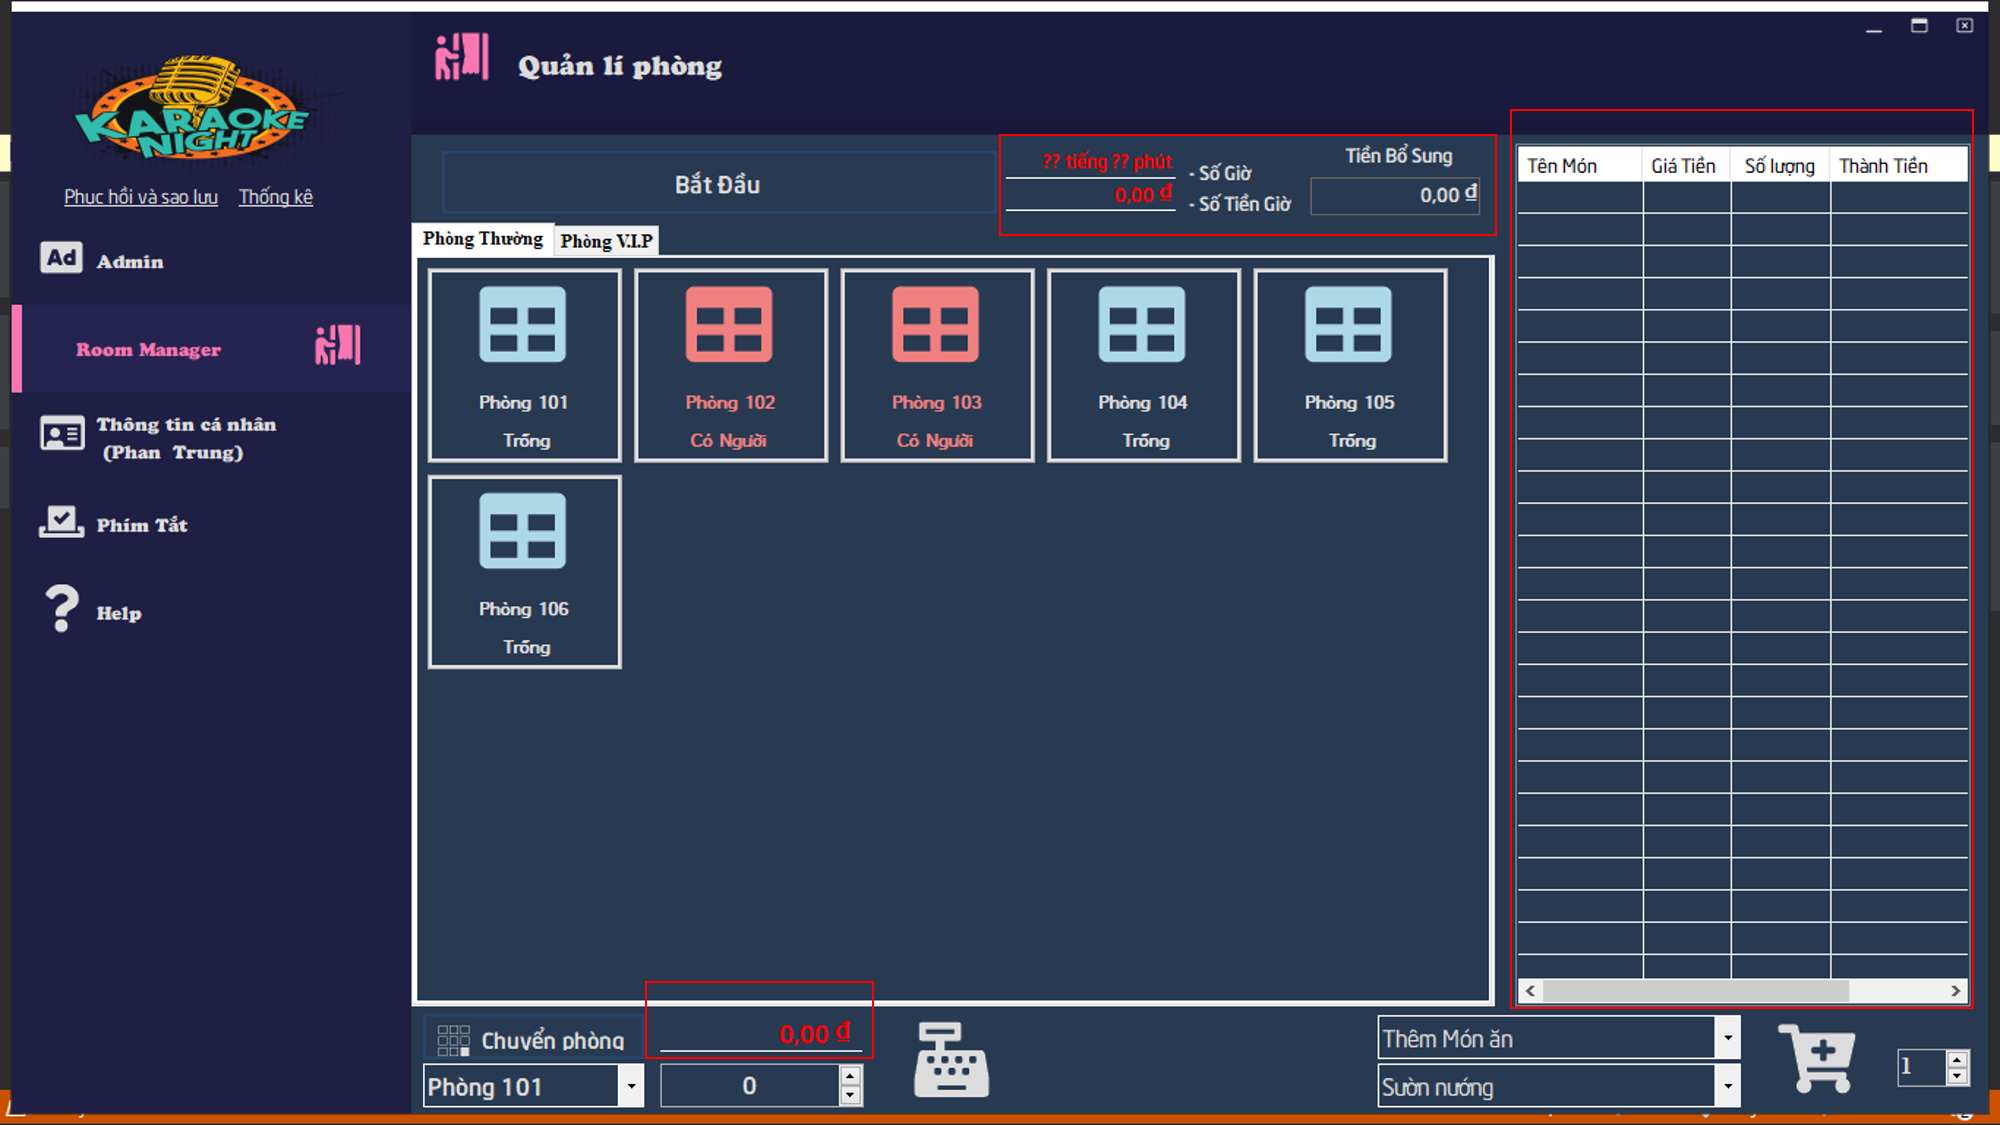 KARAOKE
NIGHT
Phục hồi và sao lưu
Thống kê
Ad
Admin
Room Manager
Thông tin cá nhân
(Phan Trung)
Phím Tắt
Help
Quản lí phòng
Bắt Đầu
?? tiếng ?? phút
- Số Giờ
0,00 ₫
- Số Tiền Giờ
Tiền Bổ Sung
0,00 ₫
Phòng Thường
Phòng V.I.P
Phòng 101
Trống
Phòng 102
Có Người
Phòng 103
Có Người
Phòng 104
Trống
Phòng 105
Trống
Phòng 106
Trống
Tên Món
Giá Tiền
Số lượng
Thành Tiền
Chuyển phòng
0,00 ₫
Phòng 101
0
Thêm Món ăn
Sườn nướng
1